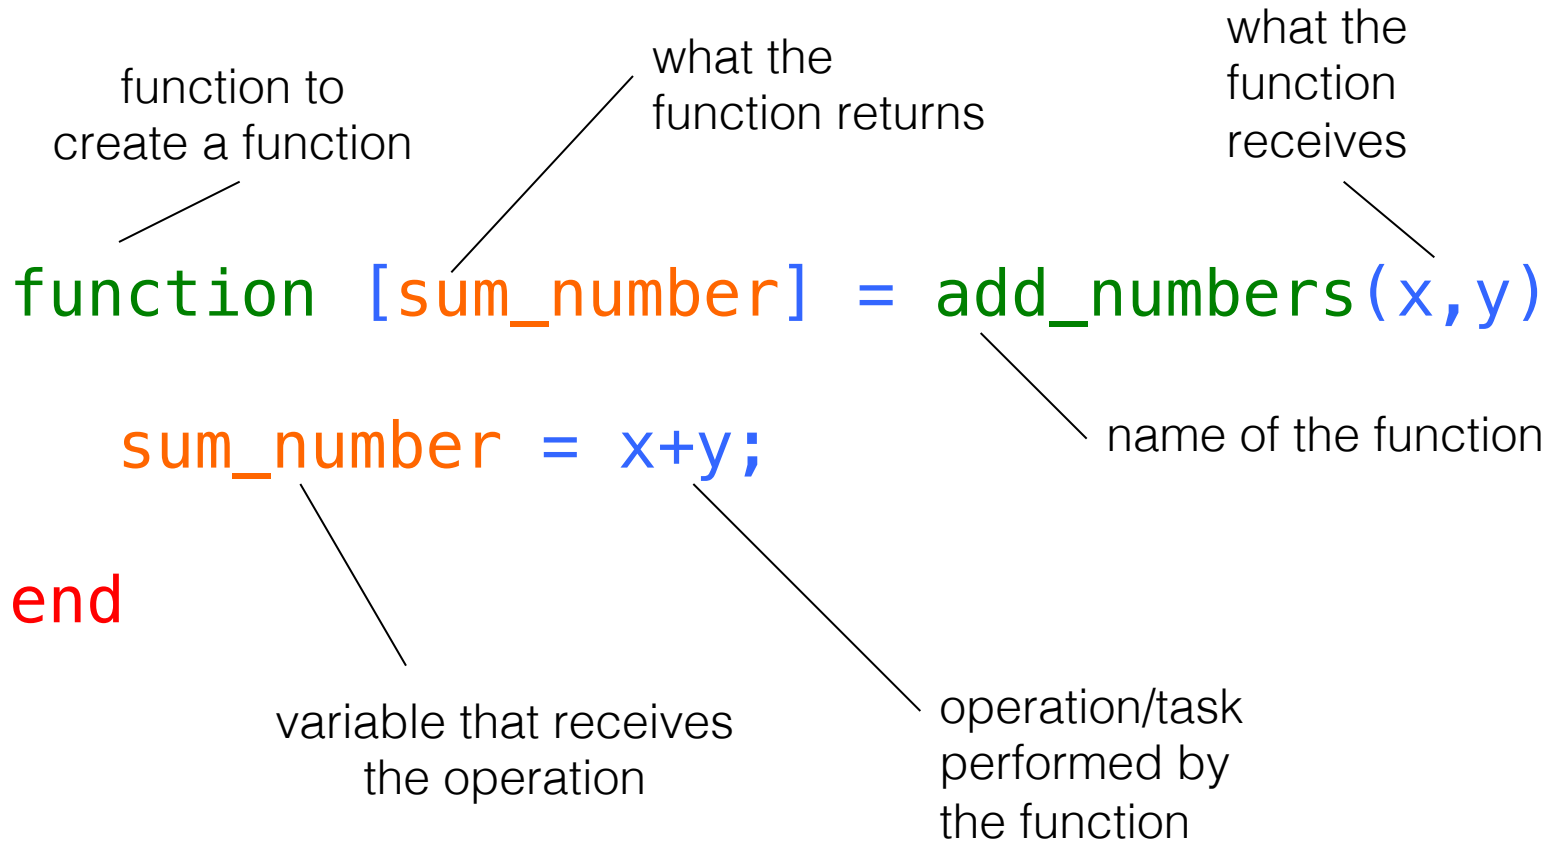 function to
create a function
what the
function returns
what the
function
receives
function [sum_number] = add_numbers(x,y)
name of the function
sum_number = x+y;
end
variable that receives
the operation
operation/task
performed by
the function